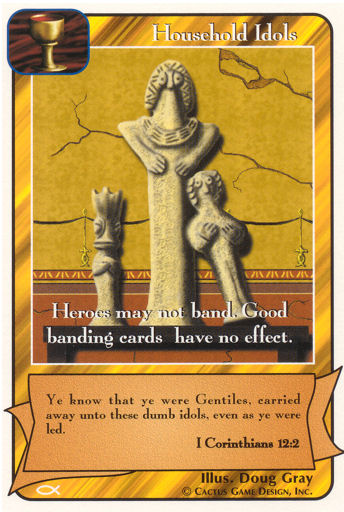 Household Idols
Heroes may not band. Good
banding cards have no effect.
Ye know that ye were Gentiles, carried
away unto these dumb idols, even as ye were
led.
I Corinthians 12:2
Illus. Doug Gray
© Cactus Game Design, Inc.